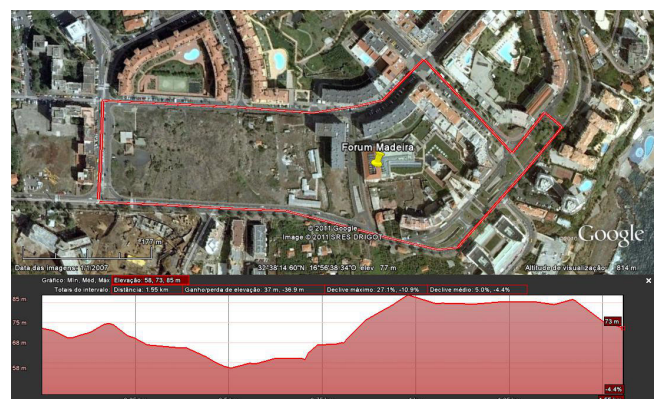 Forum Madeira
© 2011 Google
Image © 2011 SRES DRIGOT
Google
177 m
Data das imagens: 1/1/2007
32°38'14.60"N 16°56'38.34"O elev 77 m
Altitude de visualização 814 m
Gráfico: Mín, Méd, Máx Elevação: 58, 73, 85 m
Totais do intervalo: Distância: 1.55 km Ganho/perda de elevação: 37 m, -36.9 m Declive máximo: 27.1%, -10.9% Declive médio: 5.0%, -4.4%
85 m
75 m
68 m
58 m
73 m
-4.4%